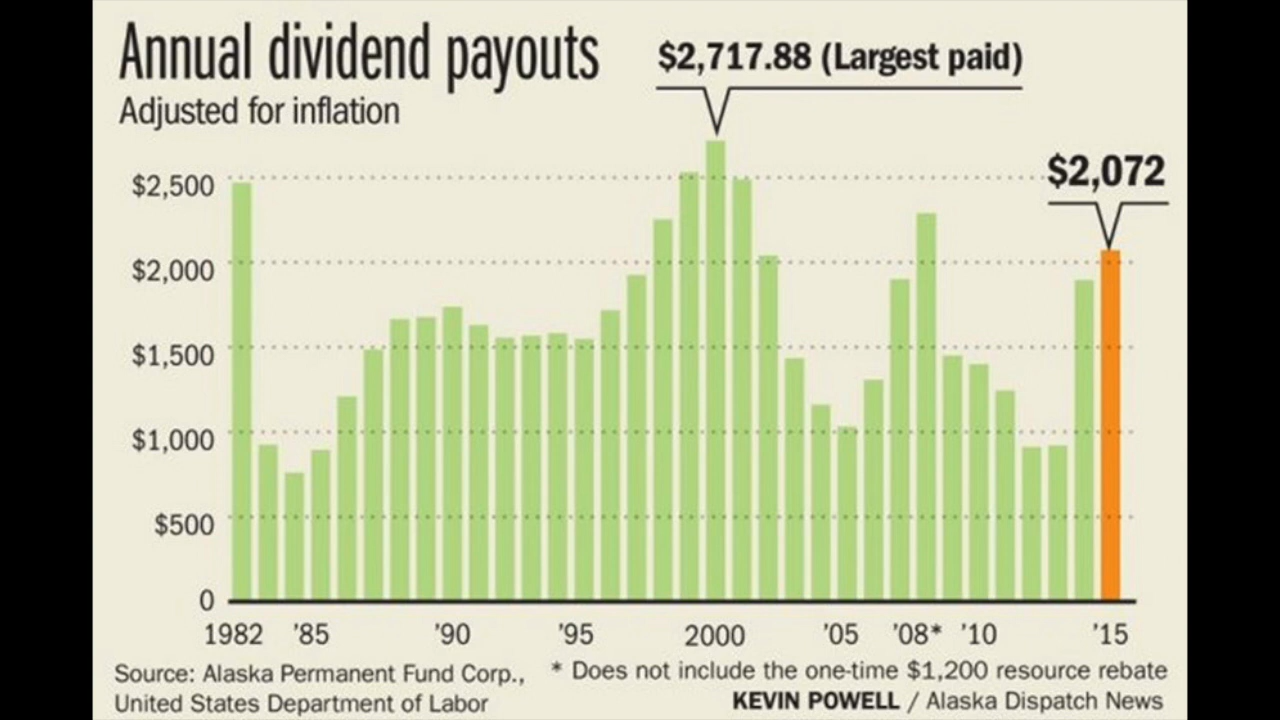 Annual dividend payouts
Adjusted for inflation
$2,717.88 (Largest paid)
$2,072
$2,500
$2,000
$1,500
$1,000
$500
0
1982 ’85 ’90 ’95 2000 ’05 ’08* ’10 ’15
Source: Alaska Permanent Fund Corp.,
United States Department of Labor
* Does not include the one-time $1,200 resource rebate
KEVIN POWELL / Alaska Dispatch News